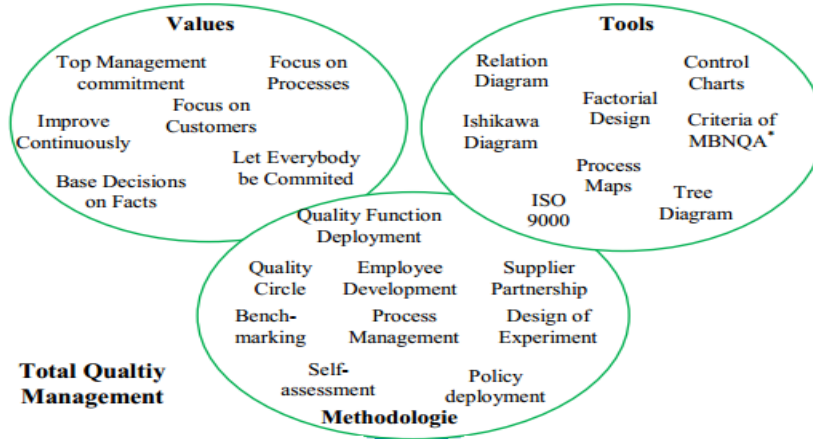 Values
Top Management
commitment
Focus on
Processes
Focus on
Customers
Improve
Continuously
Let Everybody
be Commited
Base Decisions
on Facts
Tools
Relation
Diagram
Control
Charts
Factorial
Design
Ishikawa
Diagram
Criteria of
MBNQA*
Process
Maps
ISO
9000
Tree
Diagram
Quality Function
Deployment
Quality
Circle
Employee
Development
Supplier
Partnership
Bench-
marking
Process
Management
Design of
Experiment
Self-
assessment
Policy
deployment
Methodologie
Total Qualtiy
Management